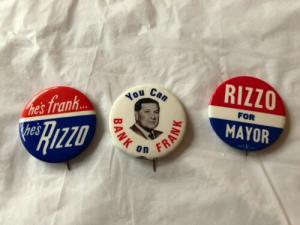 he's frank...
he's RIZZO
You Can
BANK on FRANK
RIZZO
FOR
MAYOR